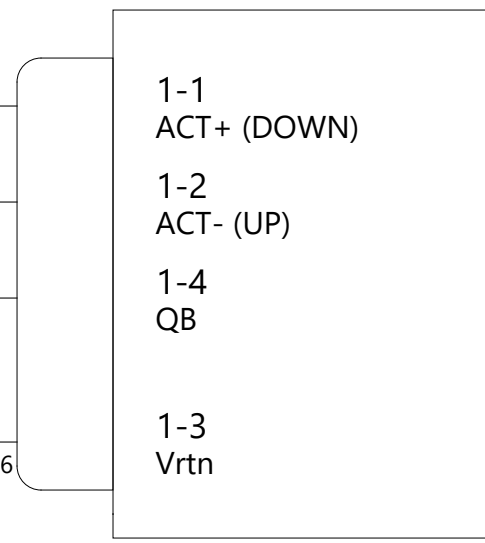 1-1
ACT+ (DOWN)
1-2
ACT- (UP)
1-4
QB
1-3
Vrtn
6